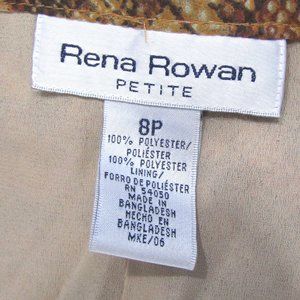 Rena Rowan
PETITE
8P
100% POLYESTER/
POLIÉSTER
100% POLYESTER
LINING/
FORRO DE POLIÉSTER
RN 54050
MADE IN
BANGLADESH
HECHO EN
BANGLADESH
MKE/06